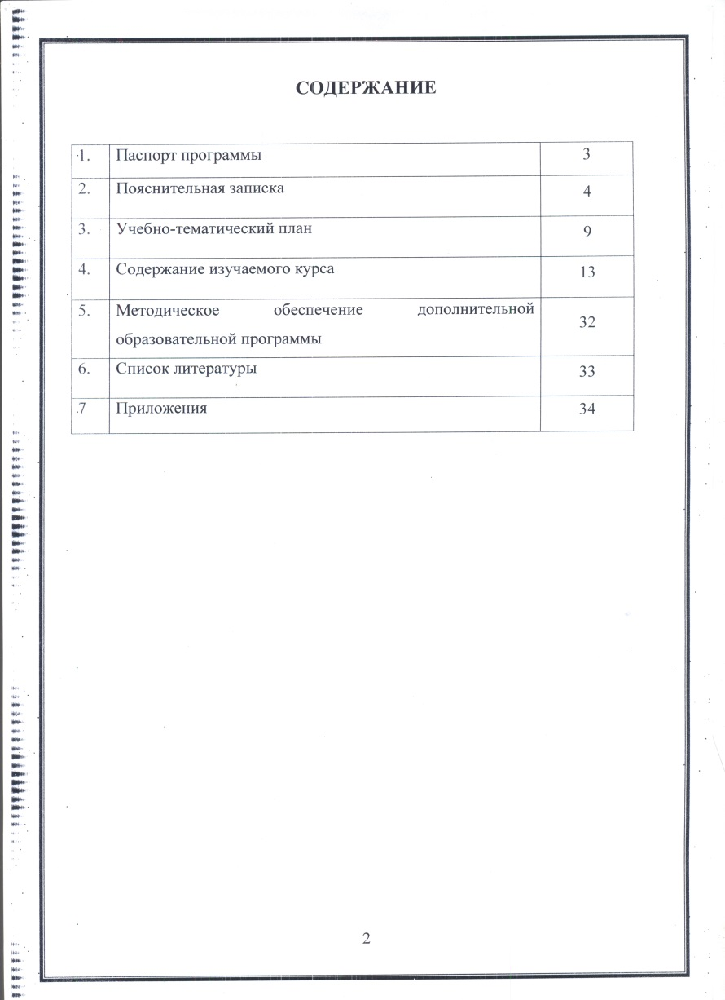 СОДЕРЖАНИЕ
1. Паспорт программы 3
2. Пояснительная записка 4
3. Учебно-тематический план 9
4. Содержание изучаемого курса 13
5. Методическое обеспечение дополнительной
образовательной программы 32
6. Список литературы 33
.7 Приложения 34
2